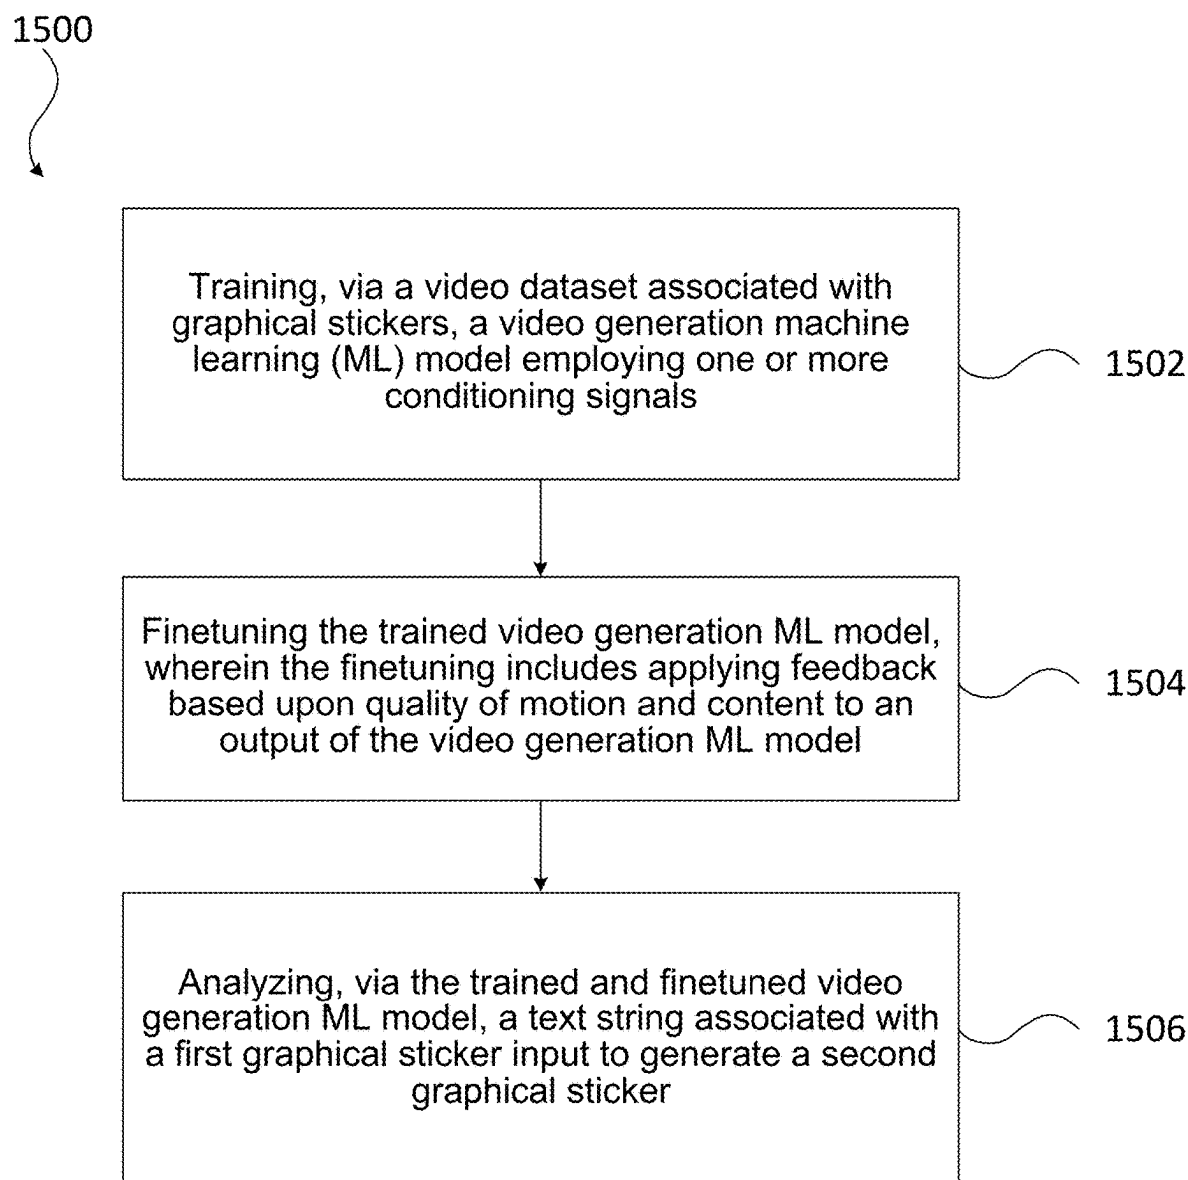 1500
Training, via a video dataset associated with
graphical stickers, a video generation machine
learning (ML) model employing one or more
conditioning signals
1502
Finetuning the trained video generation ML model,
wherein the finetuning includes applying feedback
based upon quality of motion and content to an
output of the video generation ML model
1504
Analyzing, via the trained and finetuned video
generation ML model, a text string associated with
a first graphical sticker input to generate a second
graphical sticker
1506